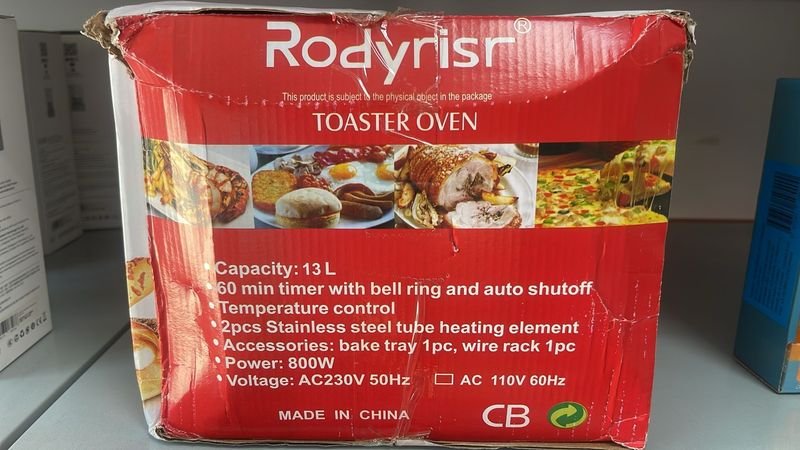 Rodyrisr®
This product is subject to the physical object in the package
TOASTER OVEN
• Capacity: 13 L
• 60 min timer with bell ring and auto shutoff
• Temperature control
• 2pcs Stainless steel tube heating element
• Accessories: bake tray 1pc, wire rack 1pc
• Power: 800W
• Voltage: AC230V 50Hz □ AC 110V 60Hz
MADE IN CHINA CB